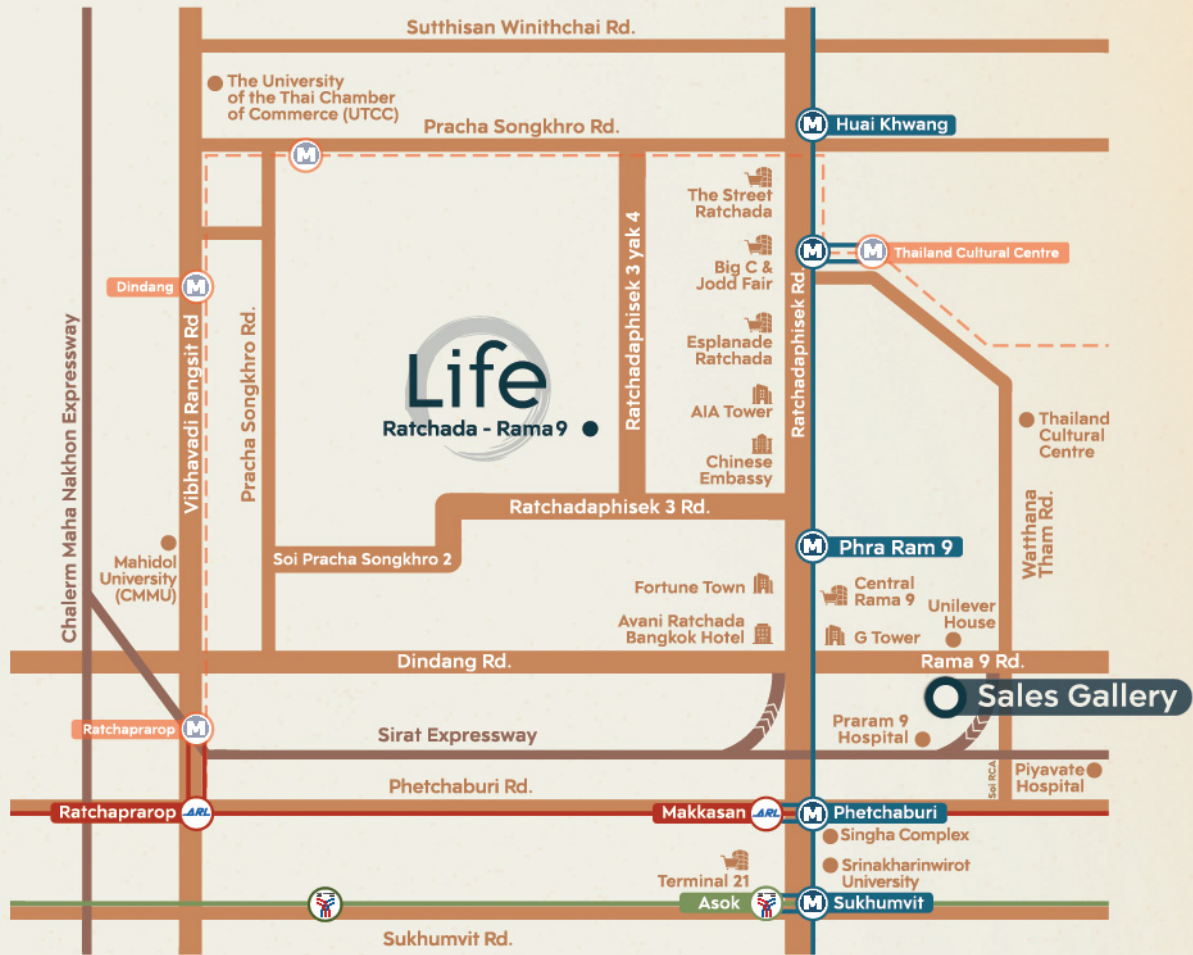 Sutthisan Winithchai Rd.
The University
of the Thai Chamber
of Commerce (UTCC)
Pracha Songkhro Rd.
M
M
Huai Khwang
The Street
Ratchada
M
M
Thailand Cultural Centre
Big C &
Jodd Fair
Dindang
M
Esplanade
Ratchada
AIA Tower
Chinese
Embassy
Chalerm Maha Nakhon Expressway
Vibhavadi Rangsit Rd
Pracha Songkhro Rd.
Life
Ratchada - Rama 9
Ratchadaphisek 3 yak 4
Ratchadaphisek Rd.
Thailand
Cultural
Centre
Watthana
Tham Rd.
Ratchadaphisek 3 Rd.
Soi Pracha Songkhro 2
Mahidol
University
(CMMU)
M
Phra Ram 9
Fortune Town
Central
Rama 9
Avani Ratchada
Bangkok Hotel
G Tower
Unilever
House
Dindang Rd.
Rama 9 Rd.
Sales Gallery
Ratchaprarop
M
Sirat Expressway
Praram 9
Hospital
Soi RCA
Piyavate
Hospital
Phetchaburi Rd.
Ratchaprarop
ARL
Makkasan
ARL
M
Phetchaburi
Singha Complex
Terminal 21
Srinakharinwirot
University
Asok
M
Sukhumvit
Sukhumvit Rd.